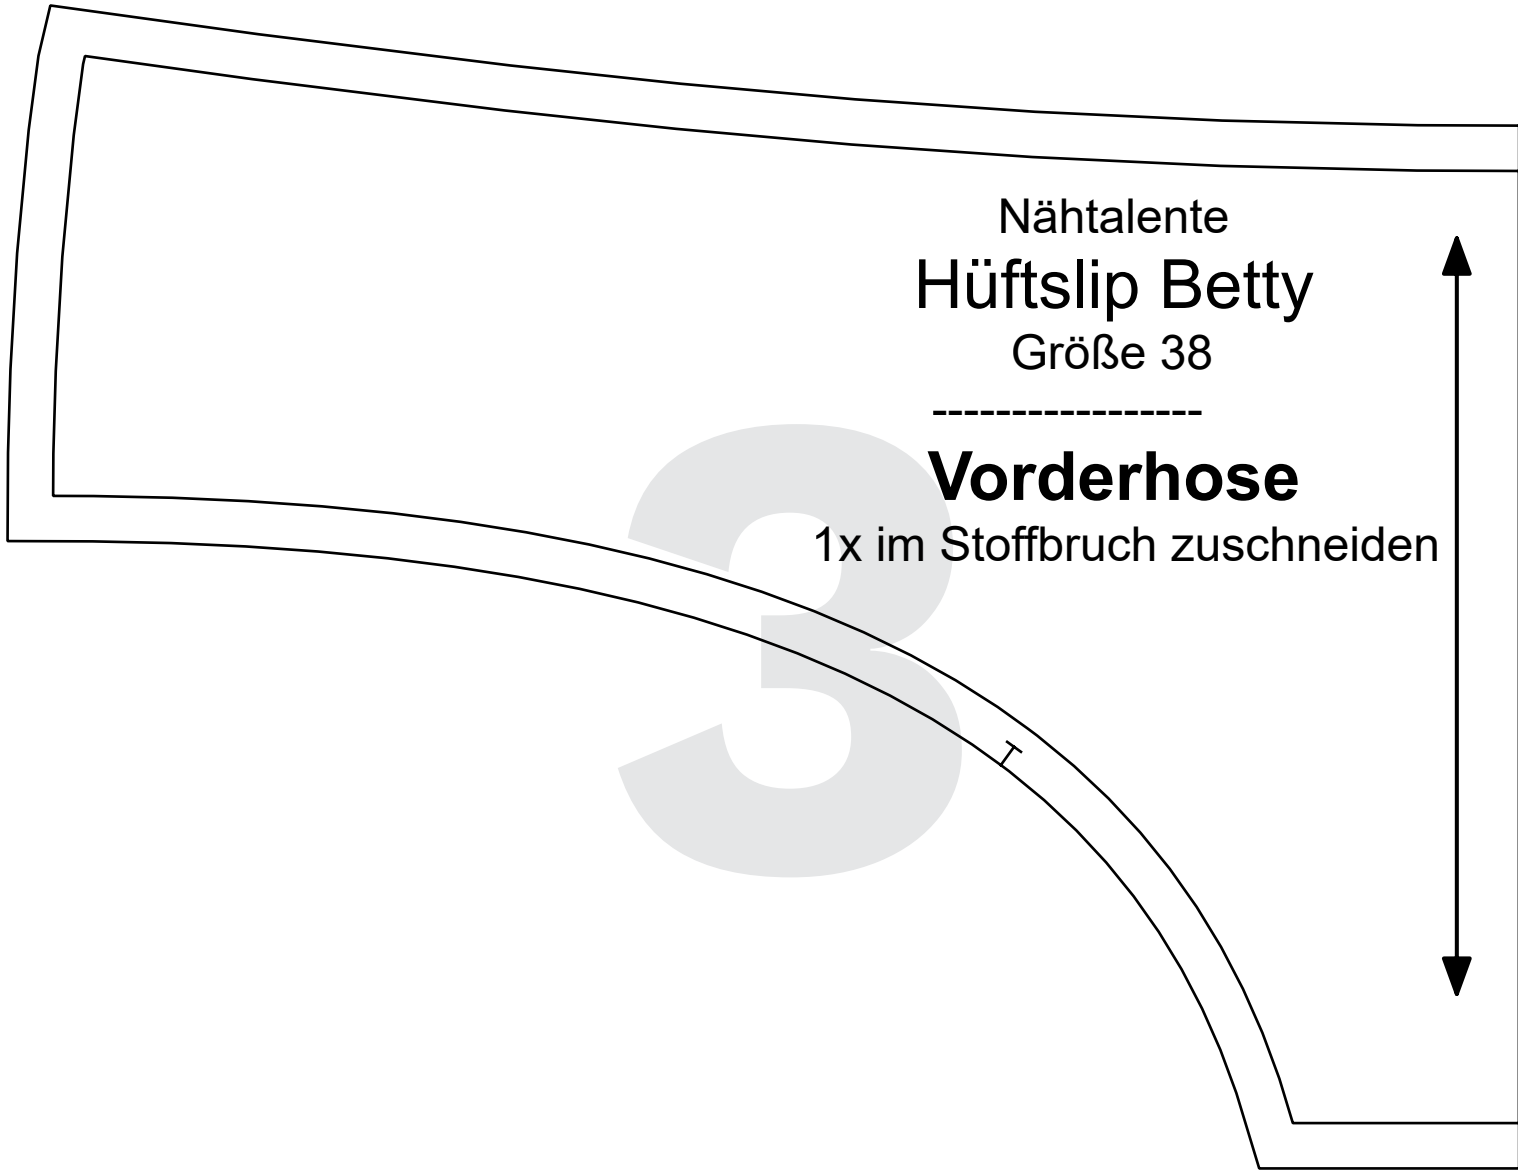 Nähtalente
Hüftslip Betty
Größe 38
-----------------
Vorderhose
1x im Stoffbruch zuschneiden
3